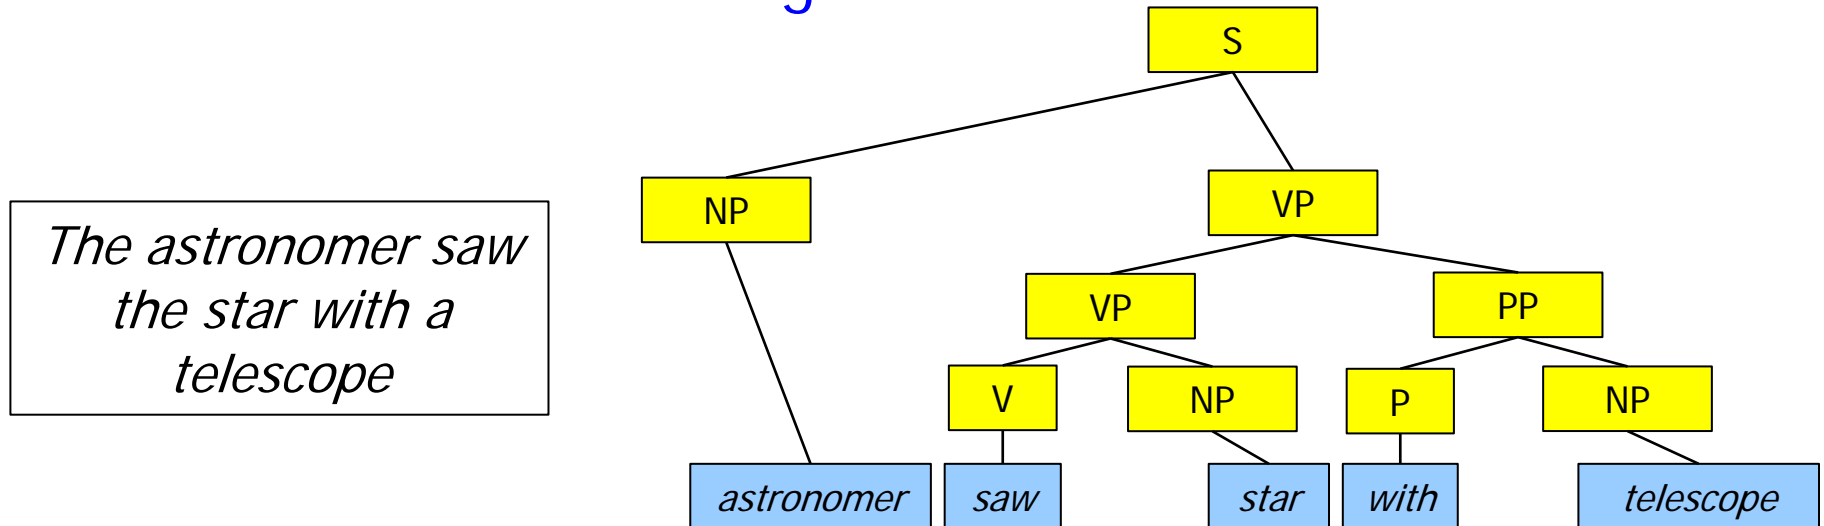 S
NP VP
The astronomer saw
the star with a
telescope
VP PP
V NP P NP
astronomer saw star with telescope